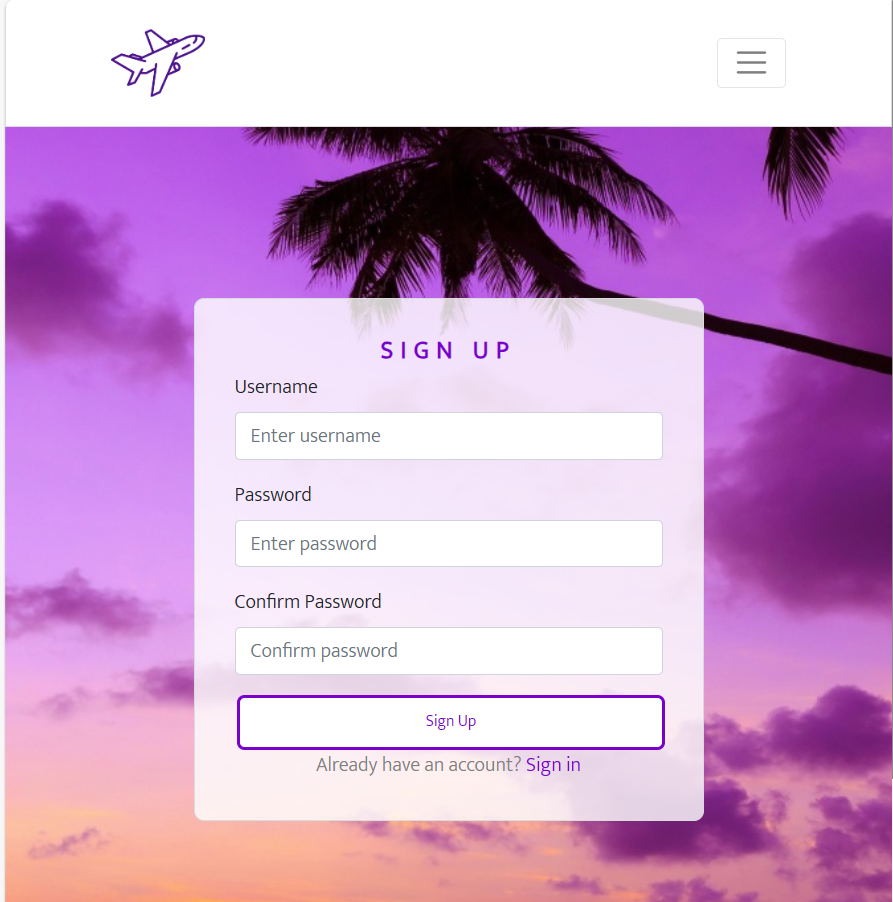 SIGN UP
Username
Enter username
Password
Enter password
Confirm Password
Confirm password
Sign Up
Already have an account? Sign in